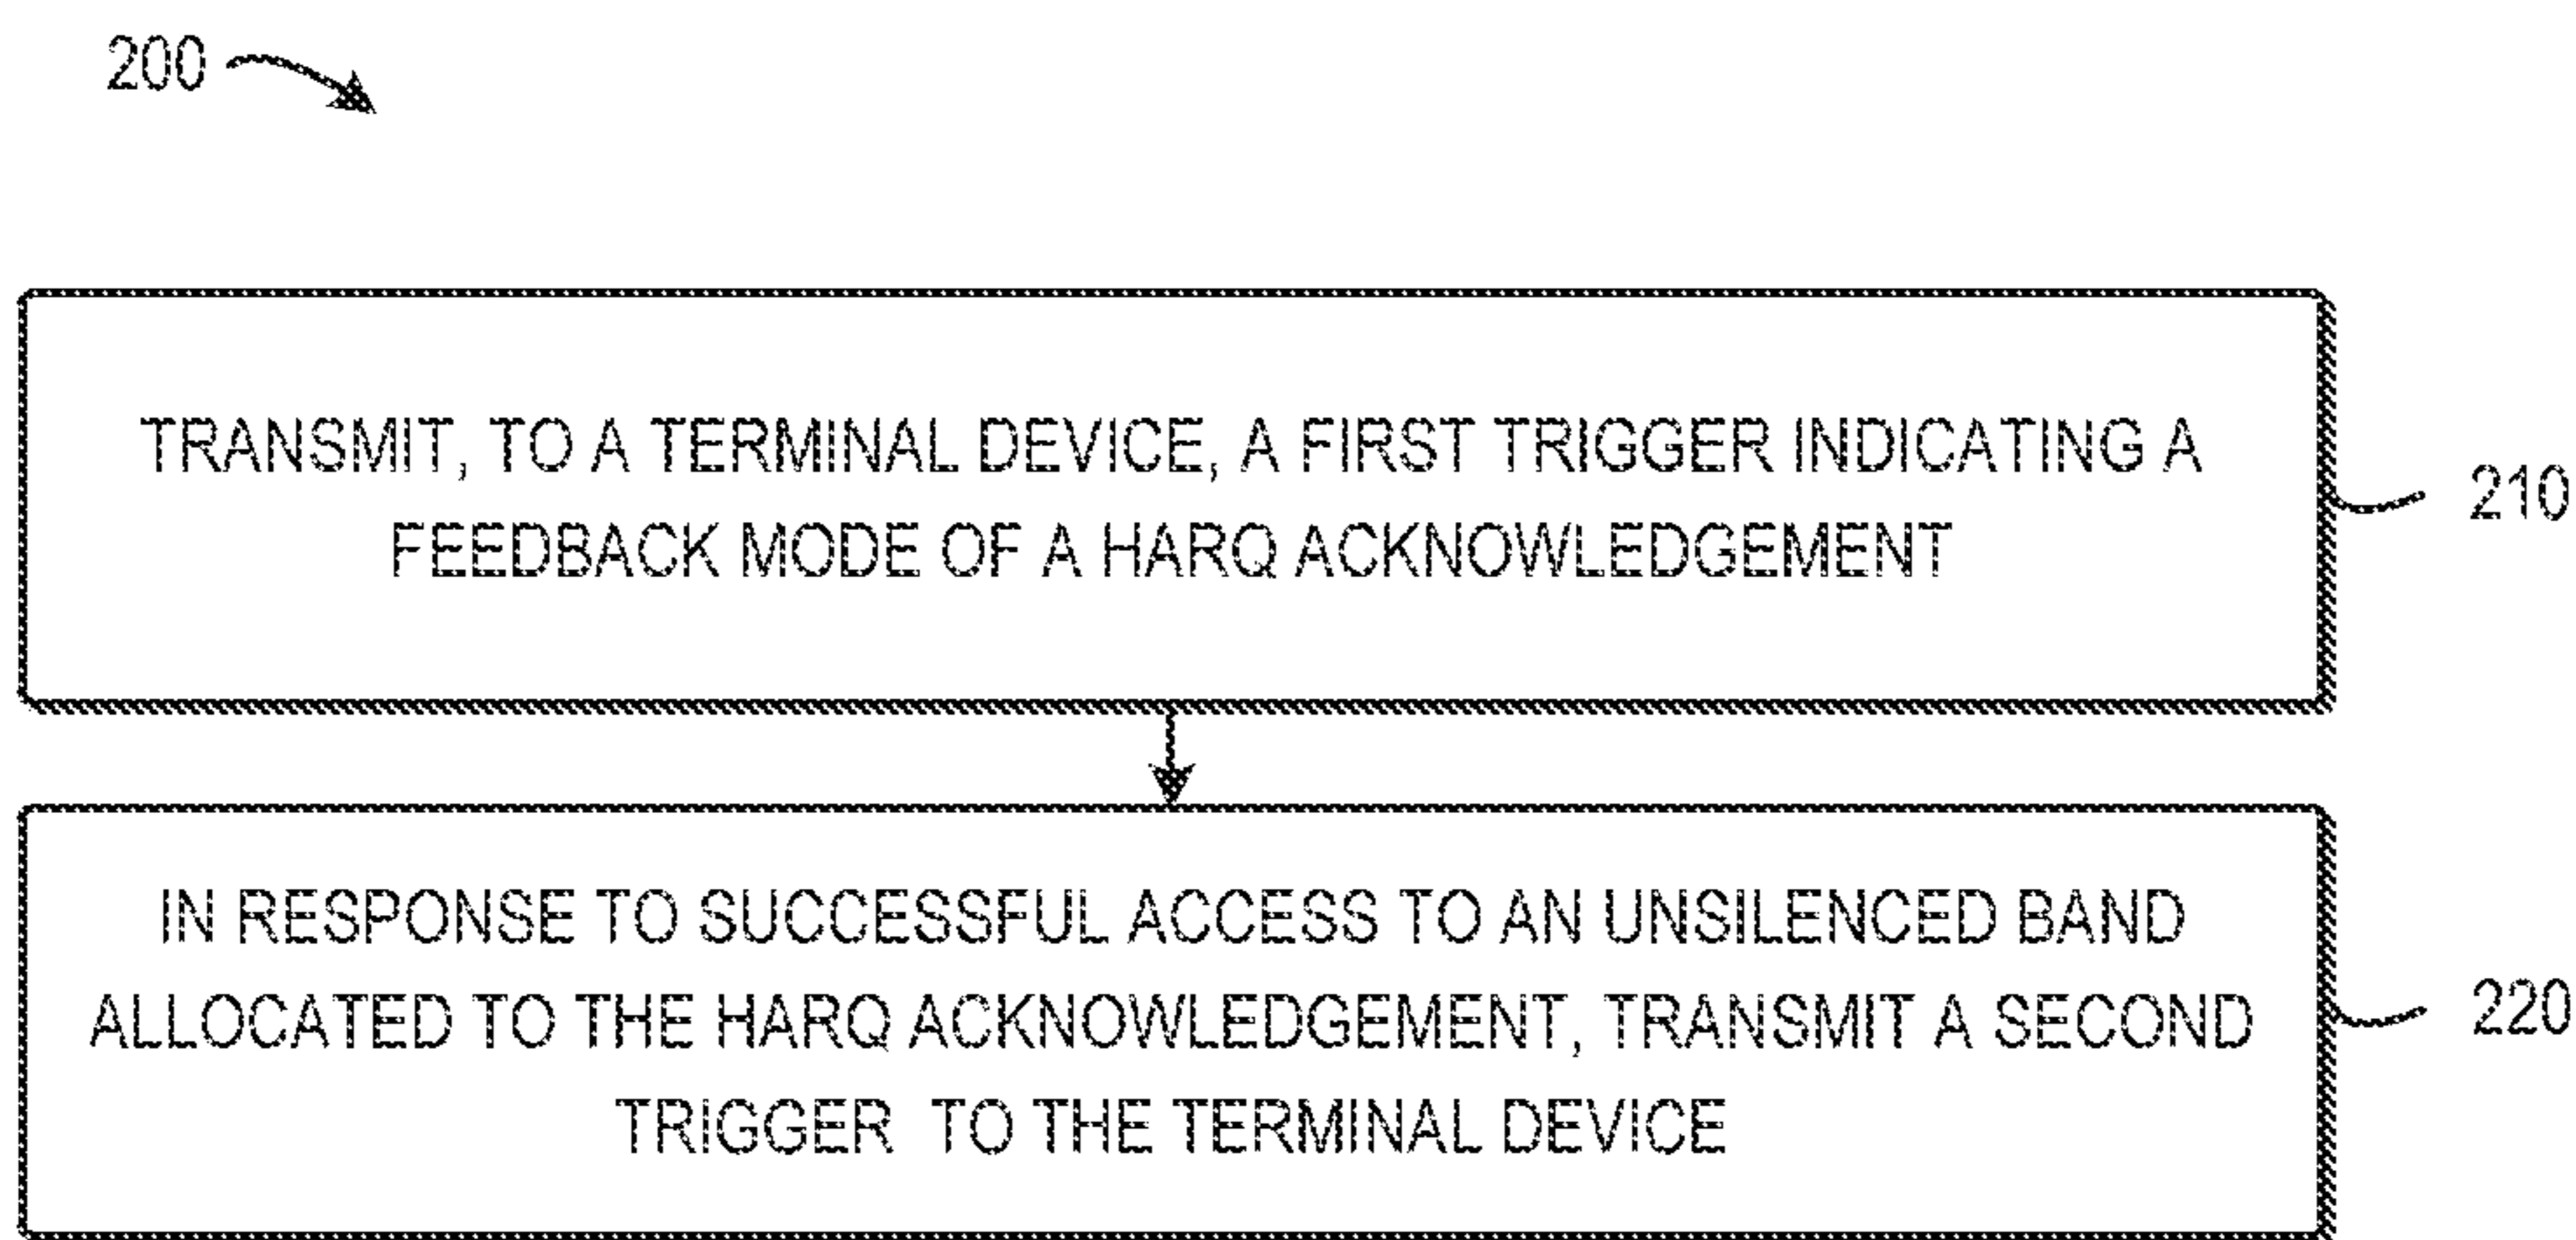 200
TRANSMIT, TO A TERMINAL DEVICE, A FIRST TRIGGER INDICATING A
FEEDBACK MODE OF A HARQ ACKNOWLEDGEMENT
210
IN RESPONSE TO SUCCESSFUL ACCESS TO AN UNSILENCED BAND
ALLOCATED TO THE HARQ ACKNOWLEDGEMENT, TRANSMIT A SECOND
TRIGGER TO THE TERMINAL DEVICE
220